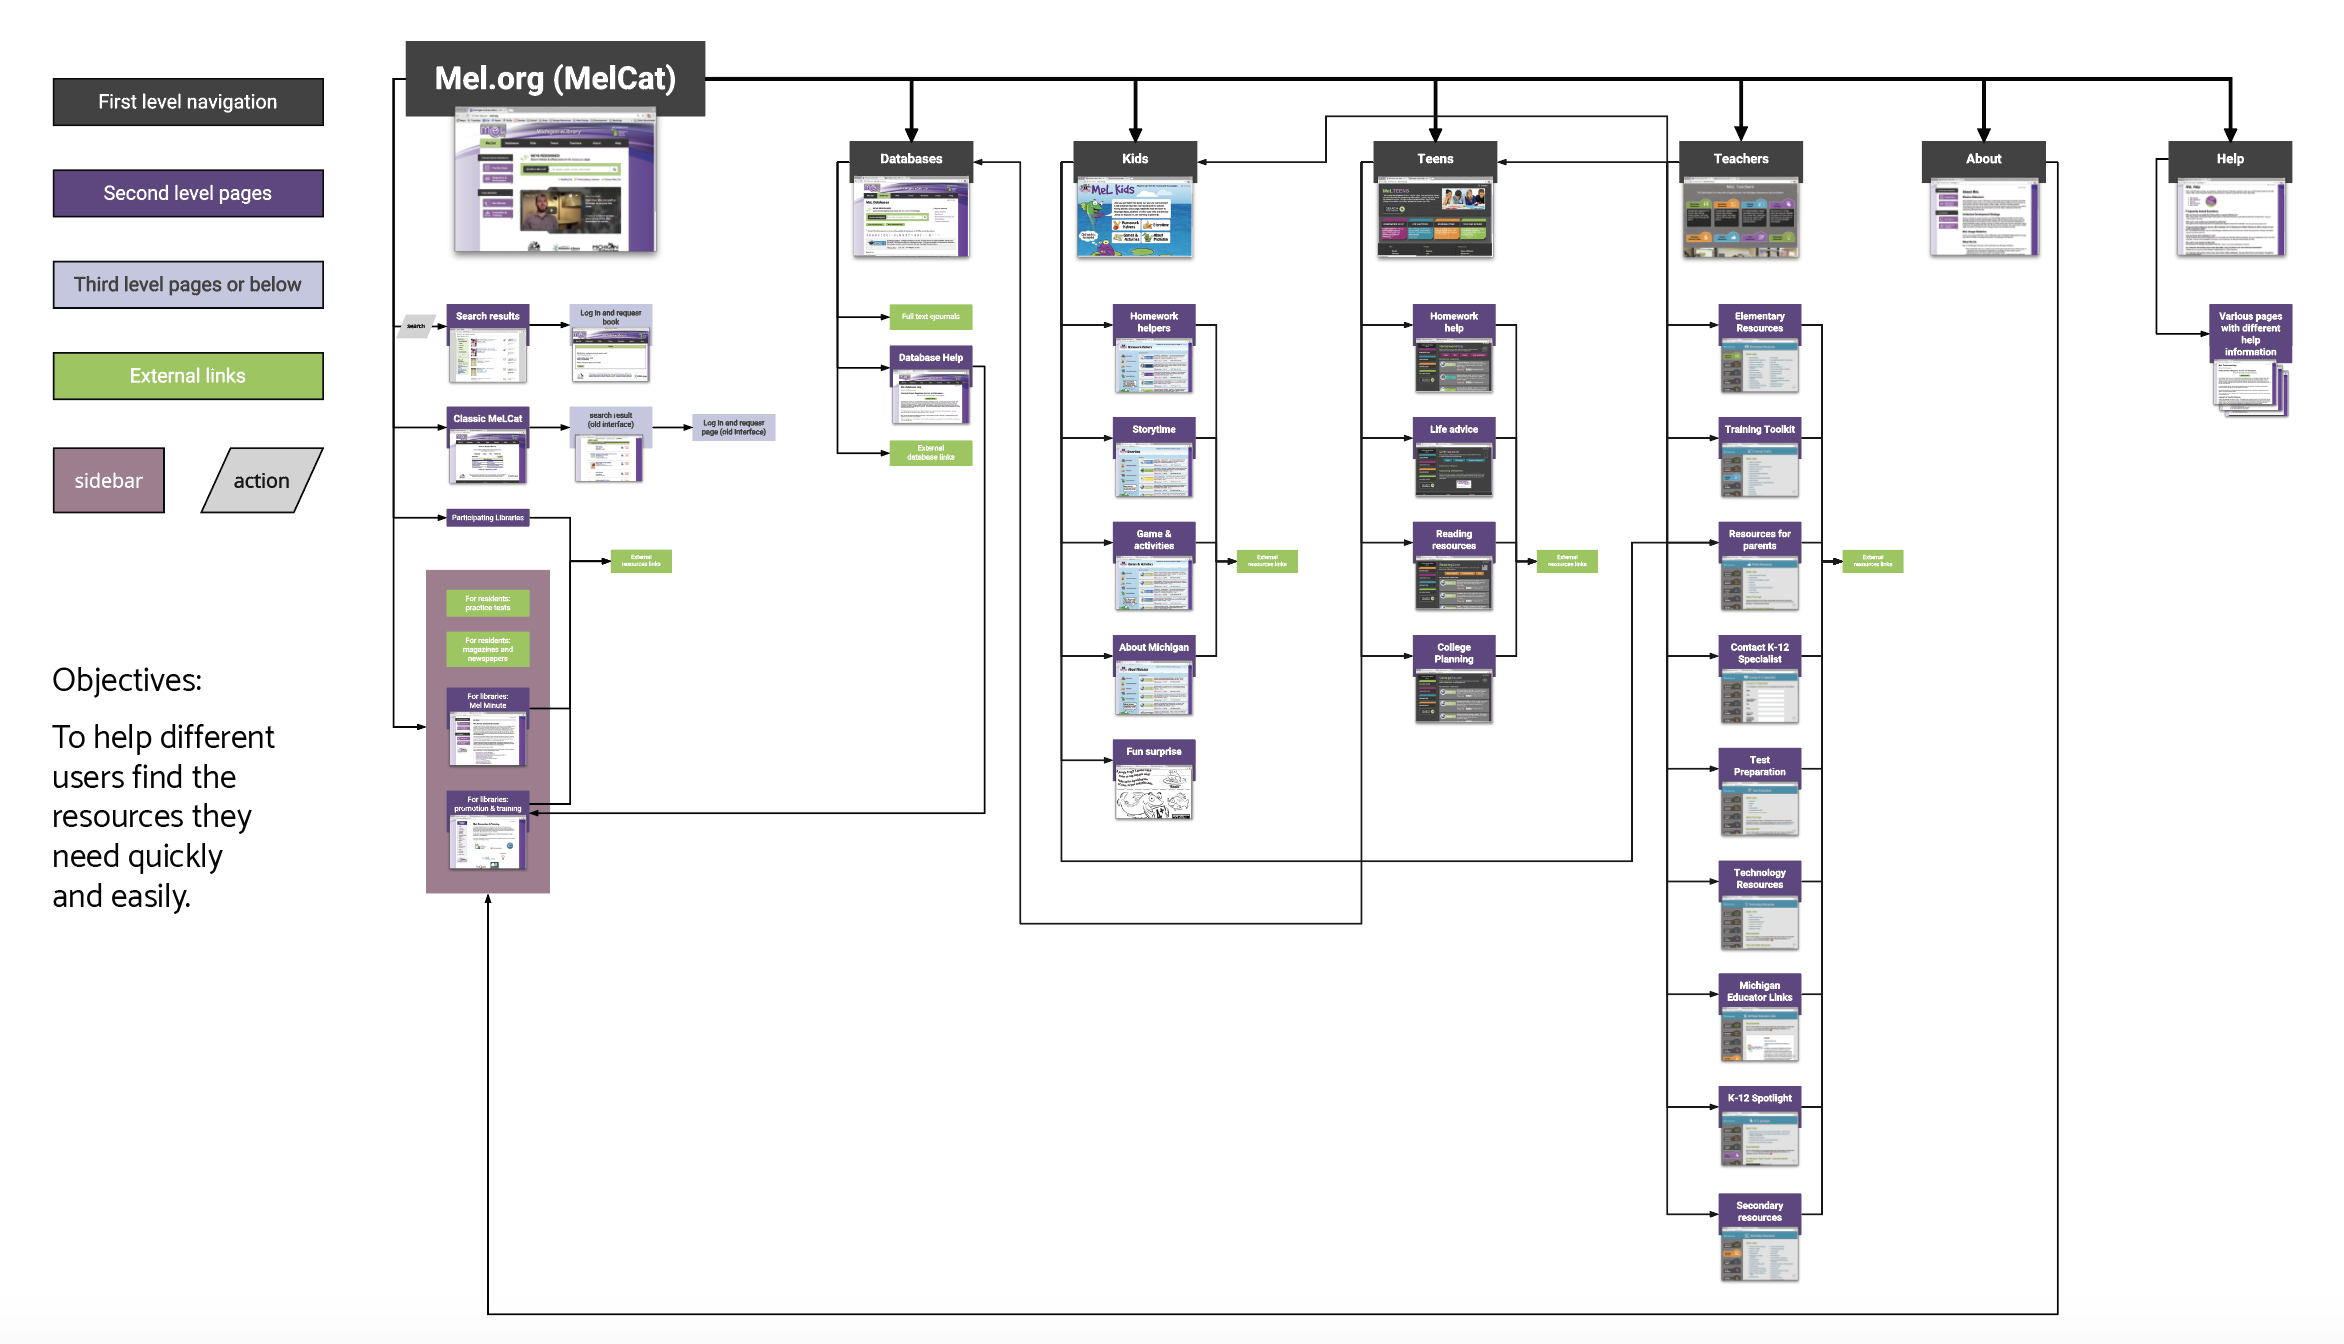 First level navigation
Second level pages
Third level pages or below
External links
sidebar
action
Objectives:
To help different
users find the
resources they
need quickly
and easily.
Mel.org (MelCat)
search
Search results
Log in and request
book
Classic MeLCat
search result
(old interface)
Log in and request
page (old interface)
Participating Libraries
External
resources links
For residents:
practice tests
For residents:
magazines and
newspapers
For libraries:
Mel Minute
For libraries:
promotion & training
Databases
Full text ejournals
Database Help
External
database links
Kids
MeL Kids
Homework
helpers
Storytime
Game &
activities
About Michigan
Fun surprise
External
resources links
Teens
Homework
help
Life advice
Reading
resources
College
Planning
External
resources links
Teachers
Elementary
Resources
Training Toolkit
Resources for
parents
Contact K-12
Specialist
Test
Preparation
Technology
Resources
Michigan
Educator Links
K-12 Spotlight
Secondary
resources
External
resources links
About
Help
Various pages
with different
help
information